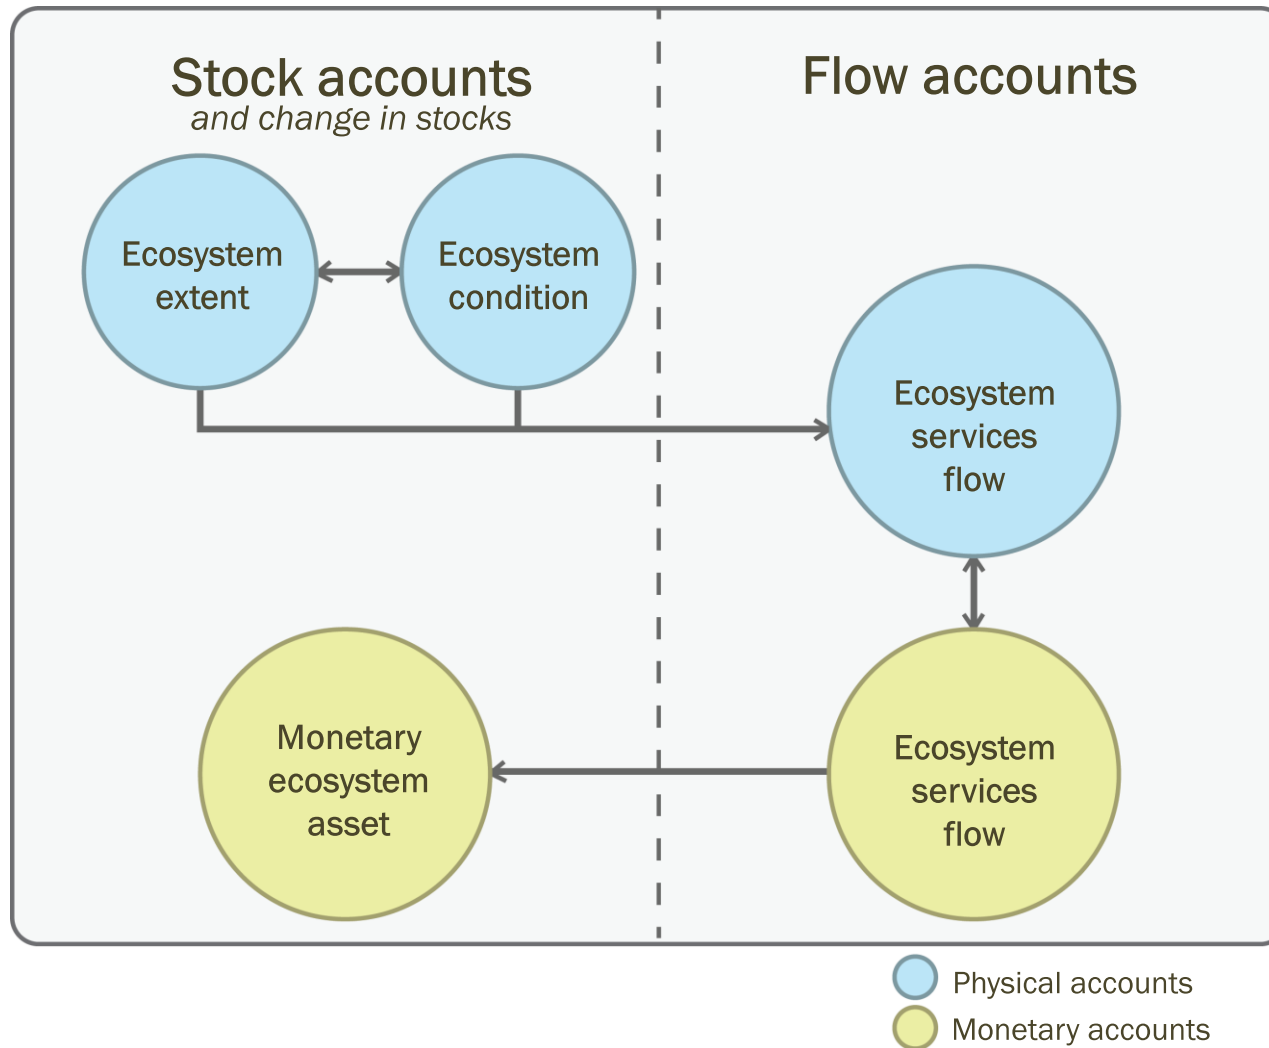 Stock accounts
and change in stocks
Flow accounts
Ecosystem
extent
Ecosystem
condition
Ecosystem
services
flow
Monetary
ecosystem
asset
Ecosystem
services
flow
Physical accounts
Monetary accounts